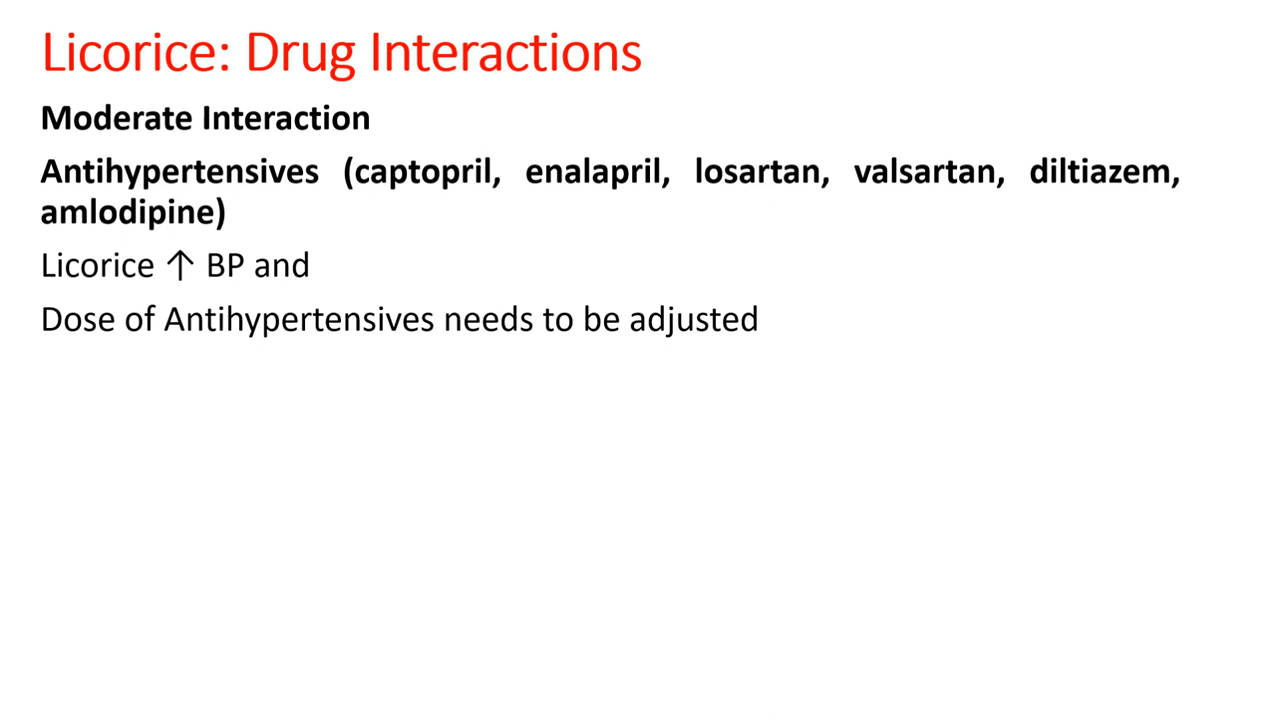 Licorice: Drug Interactions
Moderate Interaction
Antihypertensives (captopril, enalapril, losartan, valsartan, diltiazem,
amlodipine)
Licorice ↑ BP and
Dose of Antihypertensives needs to be adjusted